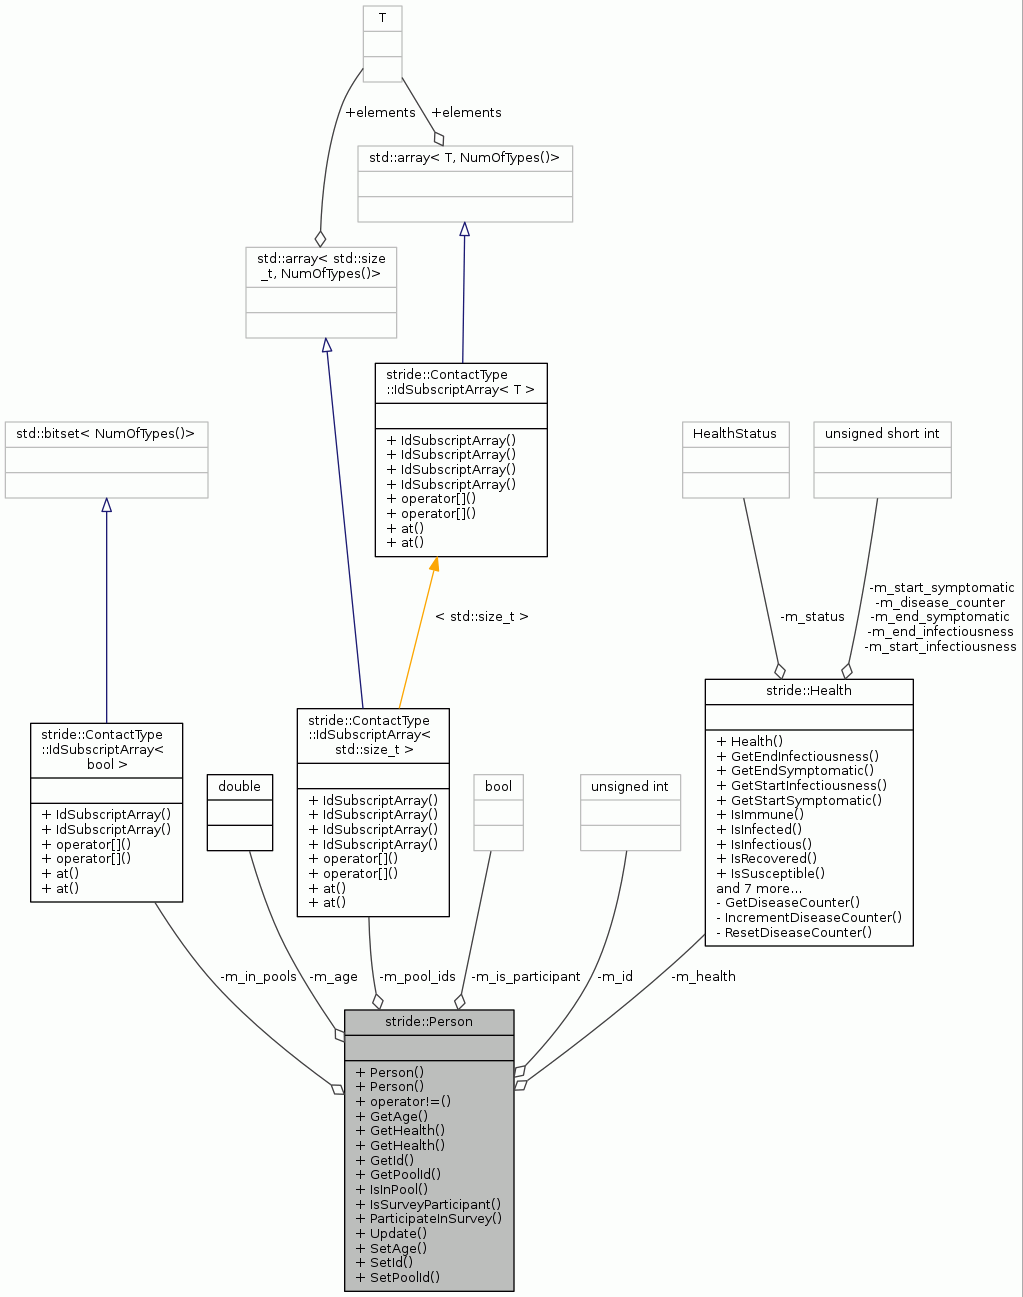 T
+elements
+elements
std::array< T, NumOfTypes()>
std::array< std::size
_t, NumOfTypes()>
stride::ContactType
::IdSubscriptArray< T >
+ IdSubscriptArray()
+ IdSubscriptArray()
+ IdSubscriptArray()
+ IdSubscriptArray()
+ operator[]()
+ operator[]()
+ at()
+ at()
std::bitset< NumOfTypes()>
HealthStatus
unsigned short int
< std::size_t >
-m_status
-m_start_symptomatic
-m_disease_counter
-m_end_symptomatic
-m_end_infectiousness
-m_start_infectiousness
stride::ContactType
::IdSubscriptArray<
bool >
+ IdSubscriptArray()
+ IdSubscriptArray()
+ operator[]()
+ operator[]()
+ at()
+ at()
double
stride::ContactType
::IdSubscriptArray<
std::size_t >
+ IdSubscriptArray()
+ IdSubscriptArray()
+ IdSubscriptArray()
+ IdSubscriptArray()
+ operator[]()
+ operator[]()
+ at()
+ at()
bool
unsigned int
stride::Health
+ Health()
+ GetEndInfectiousness()
+ GetEndSymptomatic()
+ GetStartInfectiousness()
+ GetStartSymptomatic()
+ IsImmune()
+ IsInfected()
+ IsInfectious()
+ IsRecovered()
+ IsSusceptible()
and 7 more...
- GetDiseaseCounter()
- IncrementDiseaseCounter()
- ResetDiseaseCounter()
-m_in_pools
-m_age
-m_pool_ids
-m_is_participant
-m_id
-m_health
stride::Person
+ Person()
+ Person()
+ operator!=()
+ GetAge()
+ GetHealth()
+ GetHealth()
+ GetId()
+ GetPoolId()
+ IsInPool()
+ IsSurveyParticipant()
+ ParticipateInSurvey()
+ Update()
+ SetAge()
+ SetId()
+ SetPoolId()